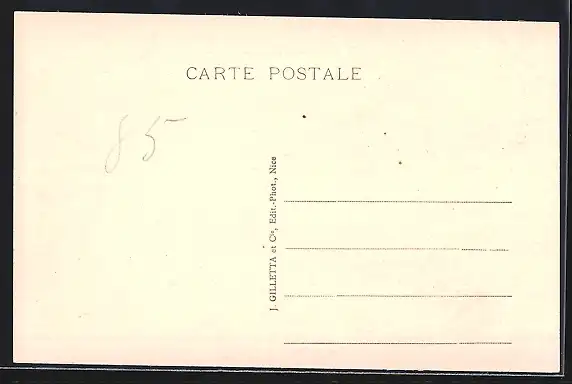 CARTE POSTALE
85
J. GILLETTA et Cie, Edit.-Phot., Nice